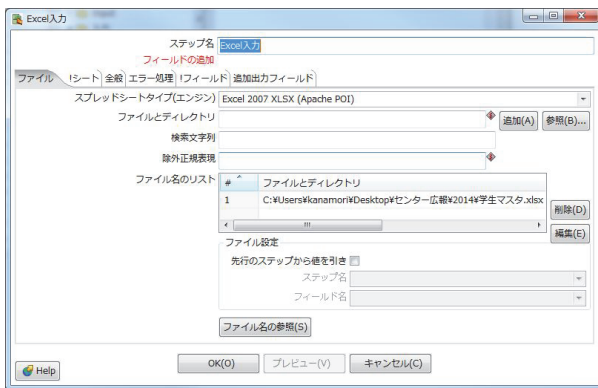 Excel入力
ステップ名 Excel入力
フィールドの追加
ファイル !シート 全般 エラー処理 !フィールド 追加出力フィールド
スプレッドシートタイプ(エンジン) Excel 2007 XLSX (Apache POI)
ファイルとディレクトリ 追加(A) 参照(B)...
検索文字列
除外正規表現
ファイル名のリスト # ファイルとディレクトリ
1 C:¥Users¥kanamori¥Desktop¥センター広報¥2014¥学生マスタ.xlsx
削除(D)
編集(E)
ファイル設定
先行のステップから値を引き
ステップ名
フィールド名
ファイル名の参照(S)
Help OK(O) プレビュー(V) キャンセル(C)